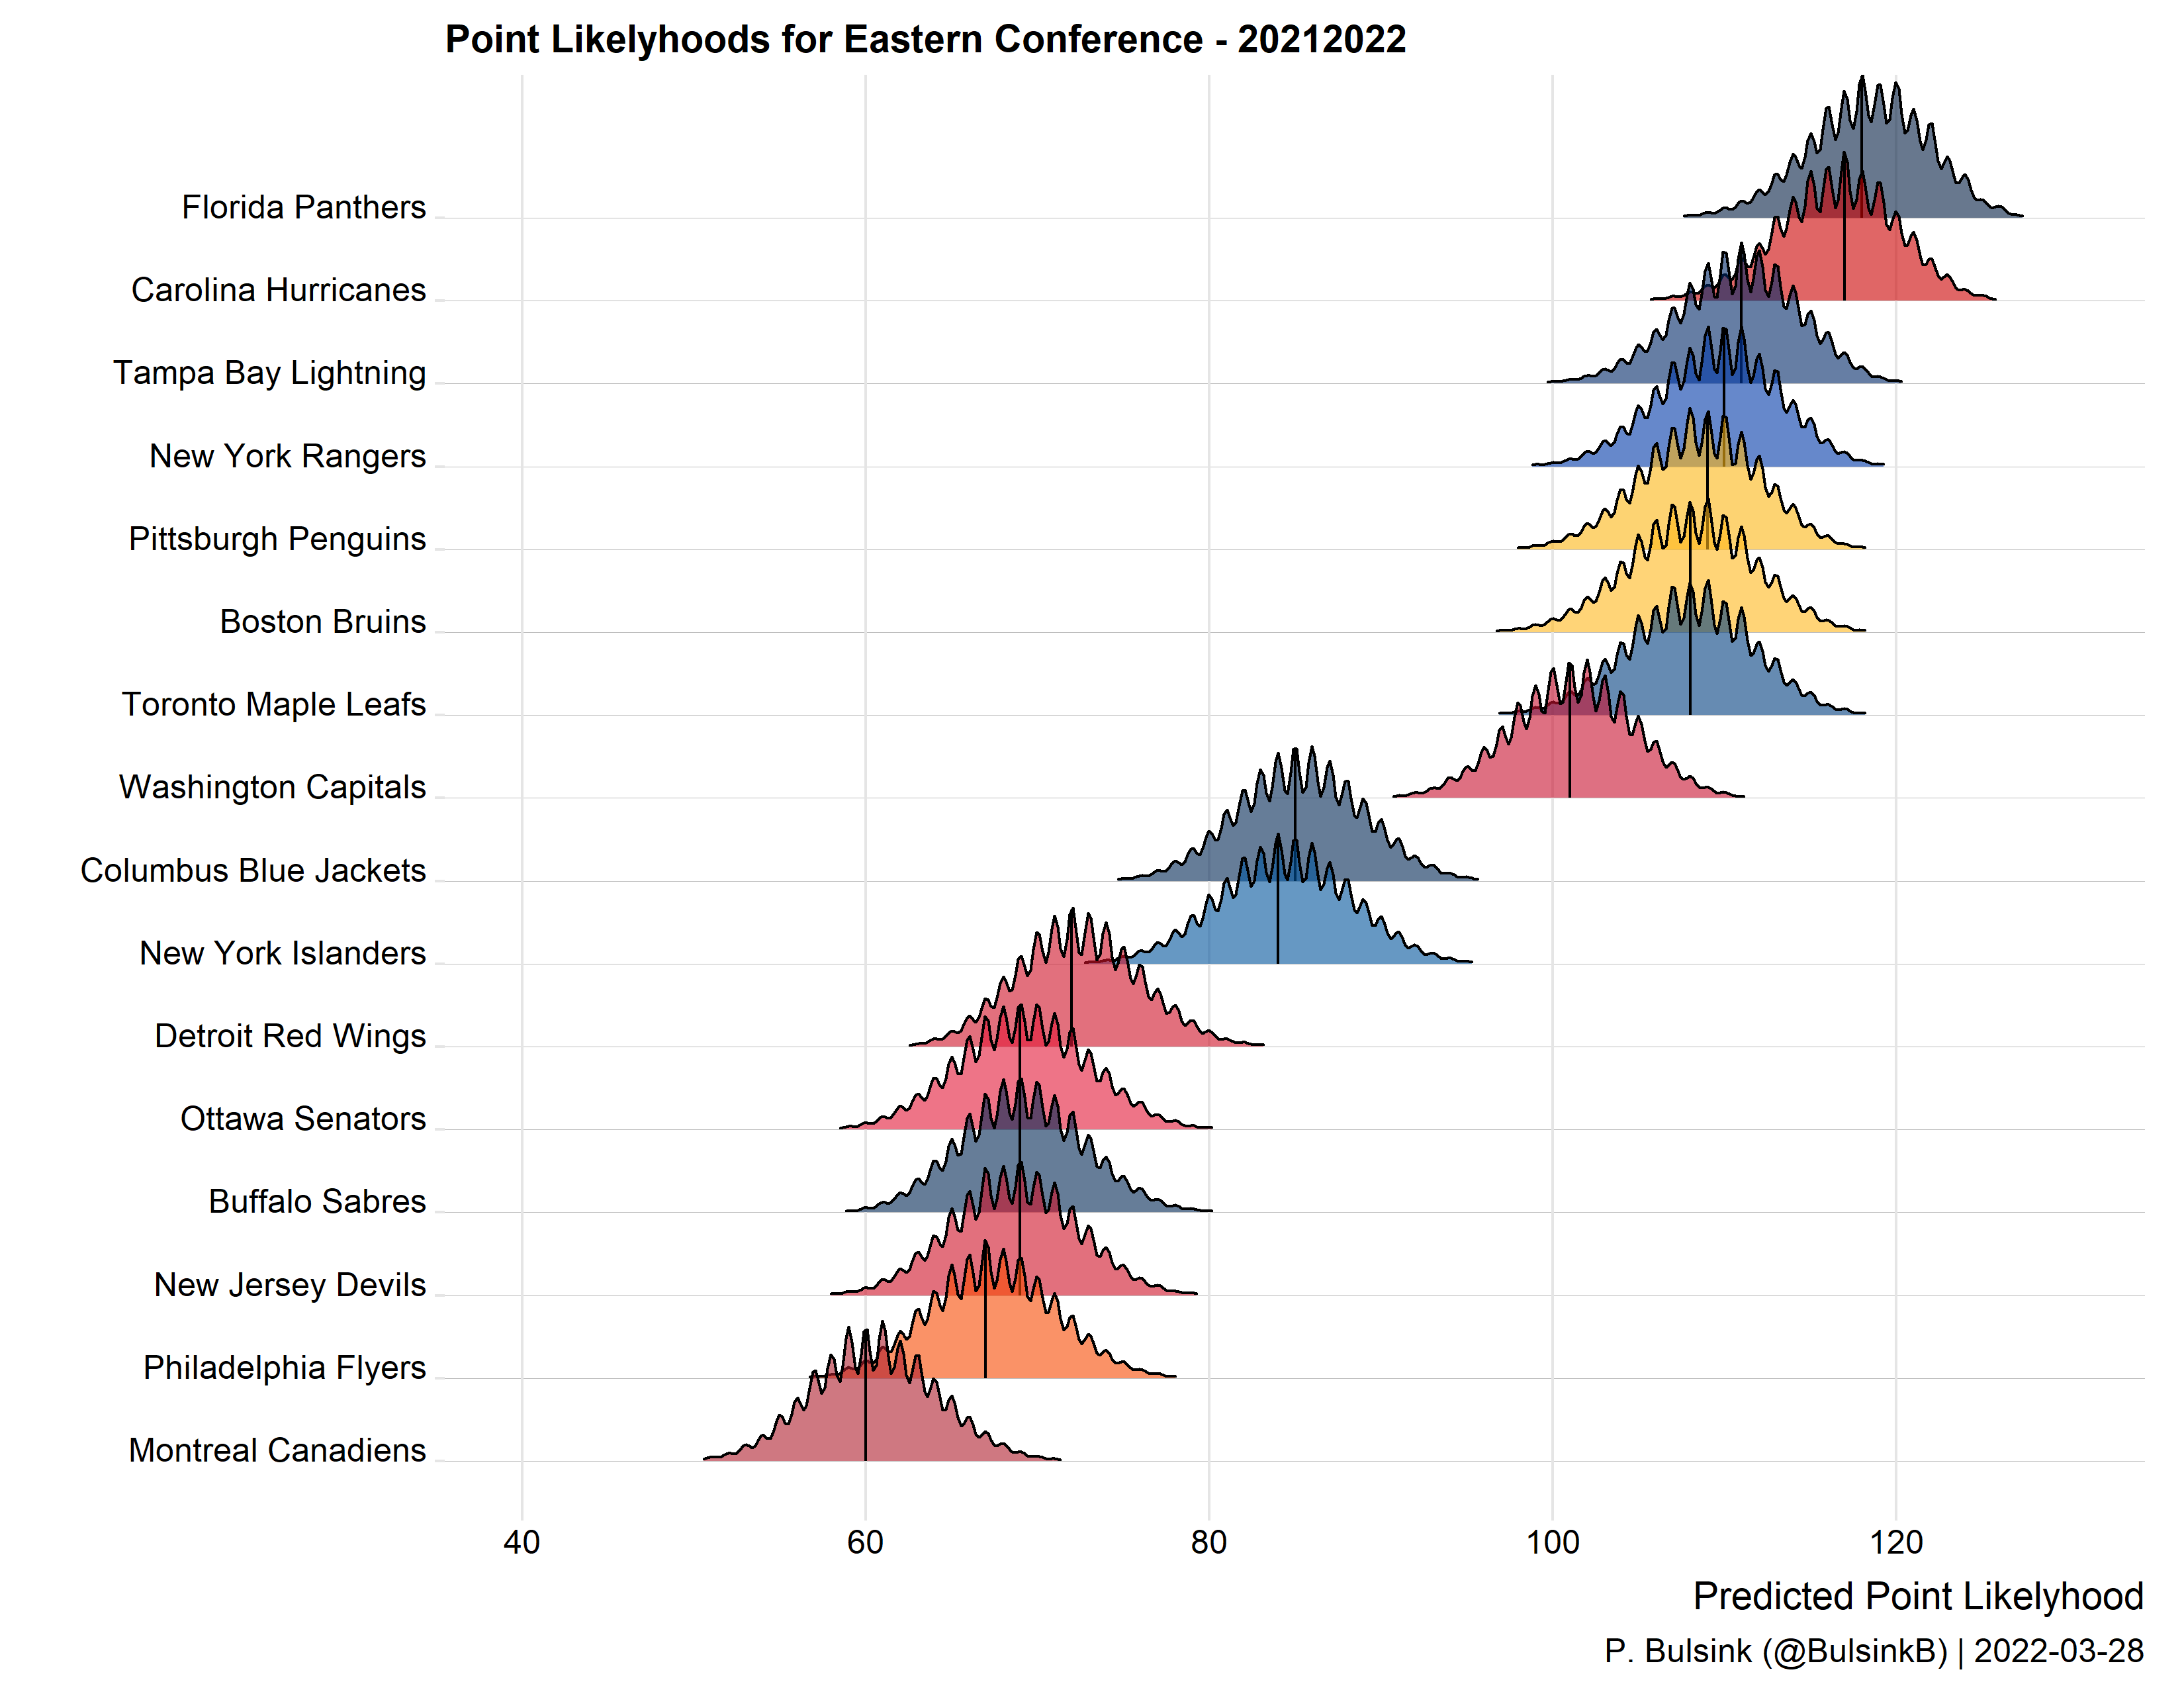 Point Likelyhoods for Eastern Conference - 20212022
Florida Panthers
Carolina Hurricanes
Tampa Bay Lightning
New York Rangers
Pittsburgh Penguins
Boston Bruins
Toronto Maple Leafs
Washington Capitals
Columbus Blue Jackets
New York Islanders
Detroit Red Wings
Ottawa Senators
Buffalo Sabres
New Jersey Devils
Philadelphia Flyers
Montreal Canadiens
40 60 80 100 120
Predicted Point Likelyhood
P. Bulsink (@BulsinkB) | 2022-03-28